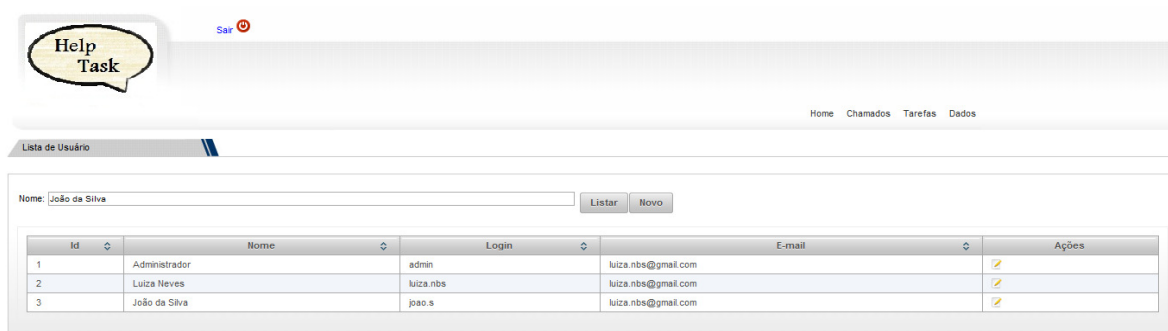 Help
Task
Sair
Home Chamados Tarefas Dados
Lista de Usuário
Nome: João da Silva Listar Novo
Id Nome Login E-mail Ações
1 Administrador admin luiza.nbs@gmail.com
2 Luiza Neves luiza.nbs luiza.nbs@gmail.com
3 João da Silva joao.s luiza.nbs@gmail.com